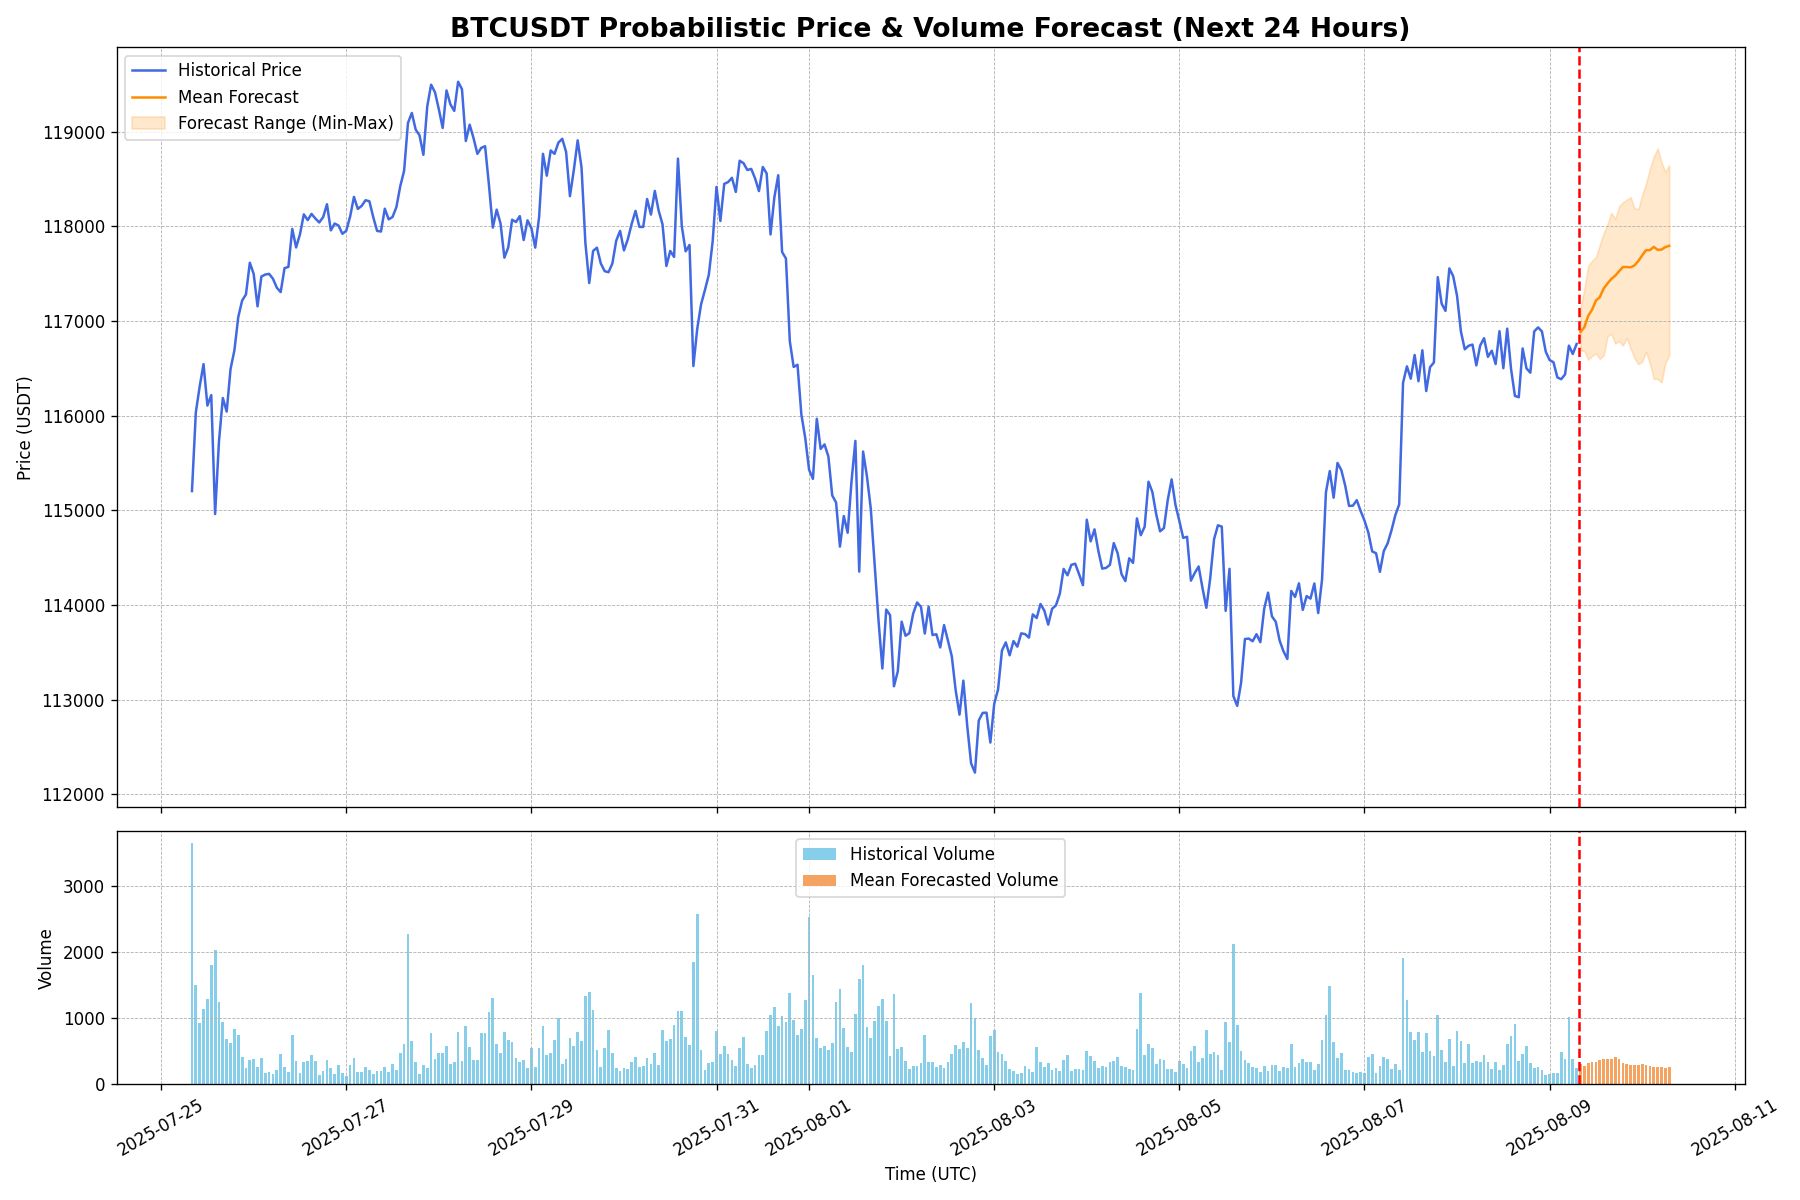 BTCUSDT Probabilistic Price & Volume Forecast (Next 24 Hours)
Historical Price
Mean Forecast
Forecast Range (Min-Max)
Price (USDT)
119000
118000
117000
116000
115000
114000
113000
112000
Historical Volume
Mean Forecasted Volume
Volume
3000
2000
1000
0
2025-07-25
2025-07-27
2025-07-29
2025-07-31
2025-08-01
2025-08-03
2025-08-05
2025-08-07
2025-08-09
2025-08-11
Time (UTC)